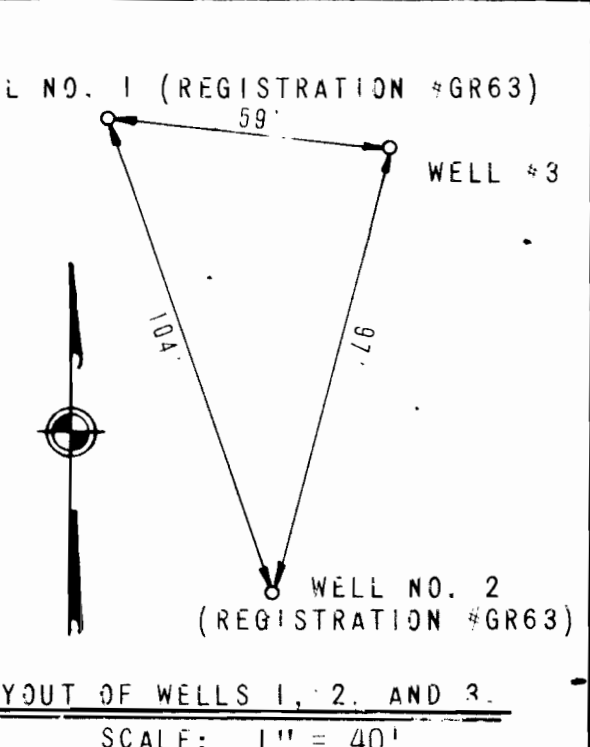 L NO. 1 (REGISTRATION #GR63)
59'
WELL #3
104'
97'
WELL NO. 2
(REGISTRATION #GR63)
YOUT OF WELLS 1, 2, AND 3.
SCALE: 1" = 40'